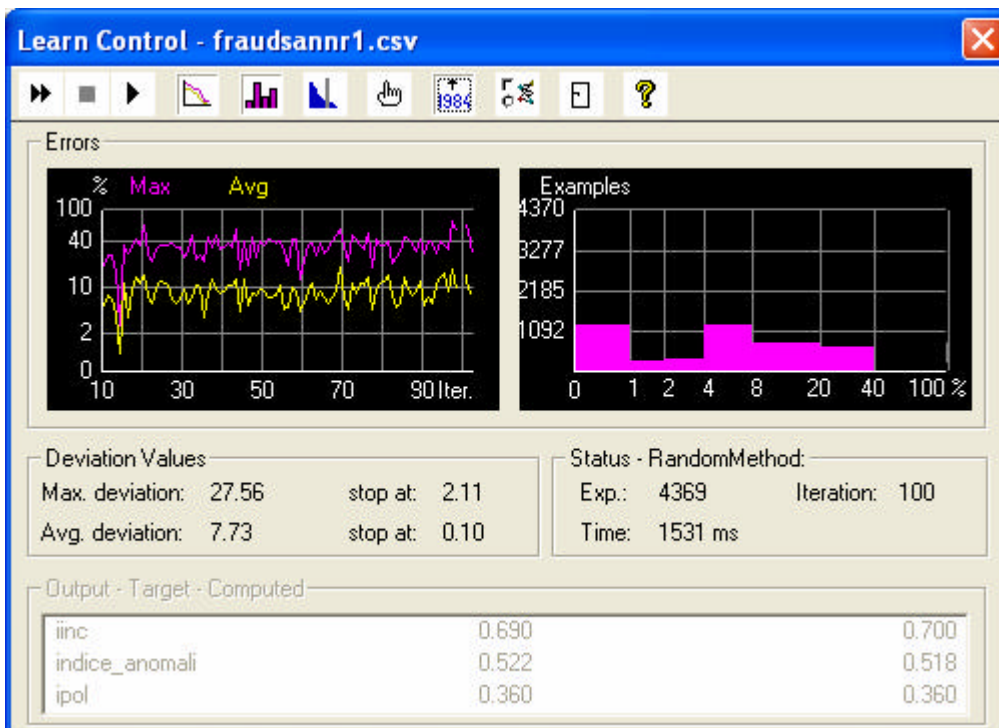 Learn Control - fraudsannr1.csv
1984
Errors
% Max Avg
100
40
10
2
0
10 30 50 70 90 Iter.
Examples
4370
3277
2185
1092
0 1 2 4 8 20 40 100 %
Deviation Values
Max. deviation: 27.56 stop at: 2.11
Avg. deviation: 7.73 stop at: 0.10
Status - RandomMethod:
Exp.: 4369 Iteration: 100
Time: 1531 ms
Output - Target - Computed
iinc 0.690 0.700
indice_anomali 0.522 0.518
ipol 0.360 0.360